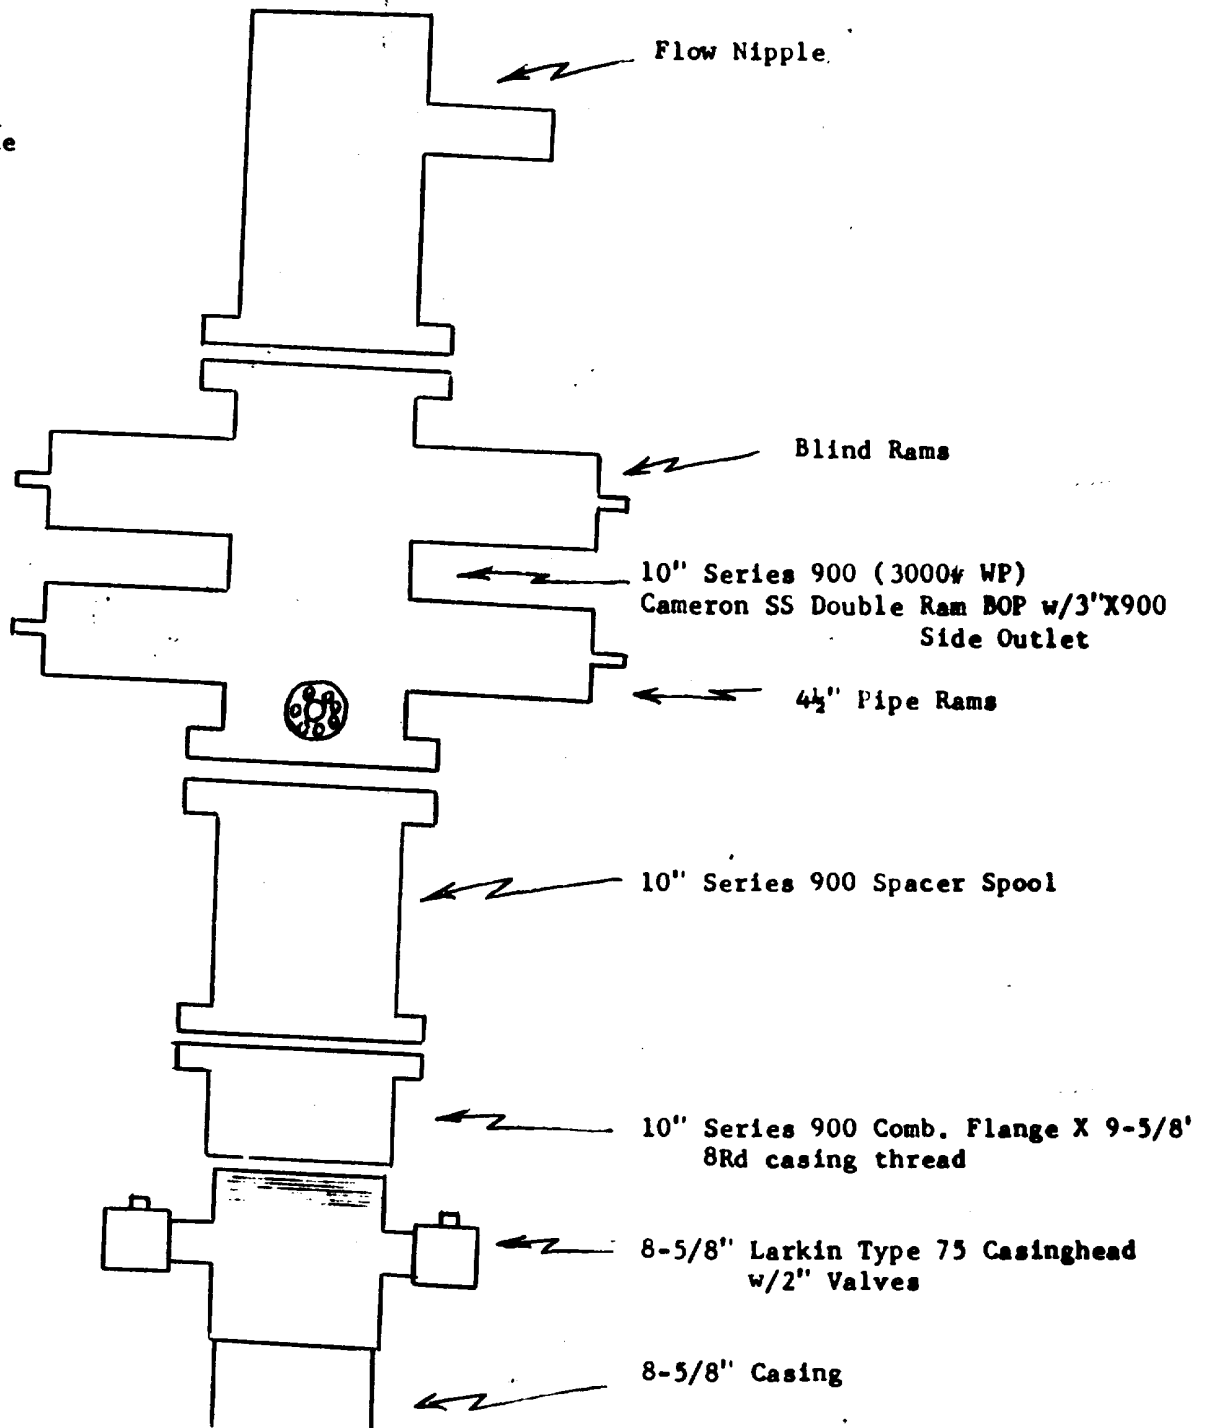 Flow Nipple
e
Blind Rams
10" Series 900 (3000# WP)
Cameron SS Double Ram BOP w/3"X900
Side Outlet
4½" Pipe Rams
10" Series 900 Spacer Spool
10" Series 900 Comb. Flange X 9-5/8'
8Rd casing thread
8-5/8" Larkin Type 75 Casinghead
w/2" Valves
8-5/8" Casing